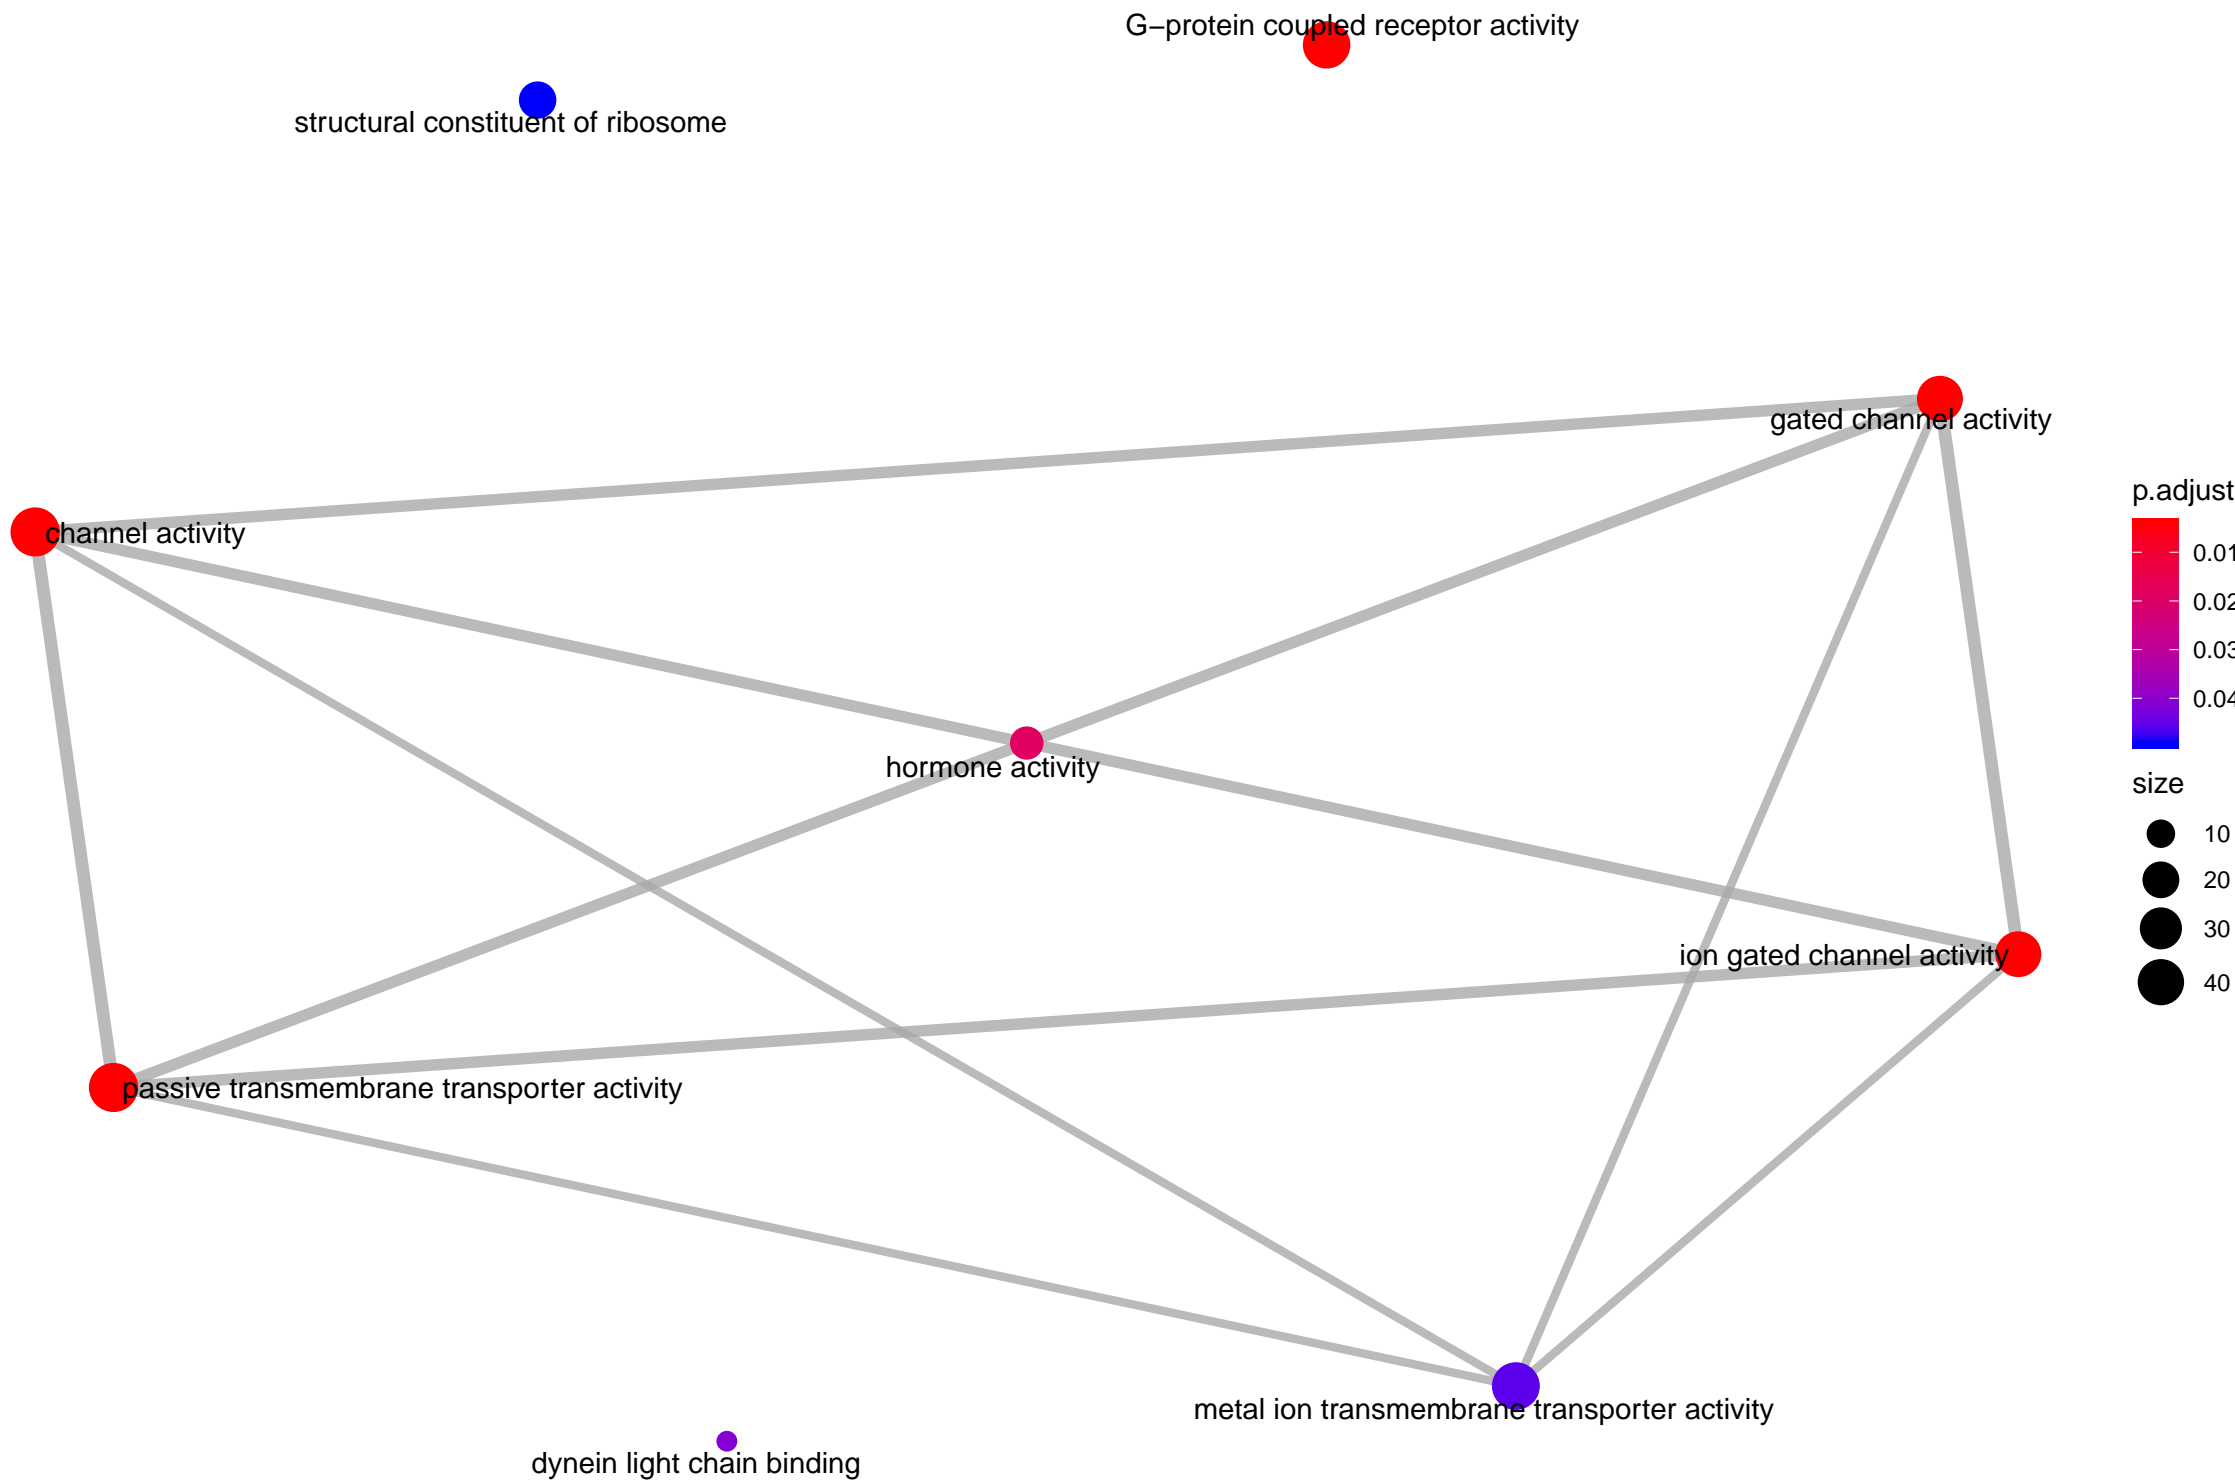 G−protein coupled receptor activity
structural constituent of ribosome
gated channel activity
channel activity
hormone activity
ion gated channel activity
passive transmembrane transporter activity
metal ion transmembrane transporter activity
dynein light chain binding
p.adjust
0.01
0.02
0.03
0.04
size
10
20
30
40